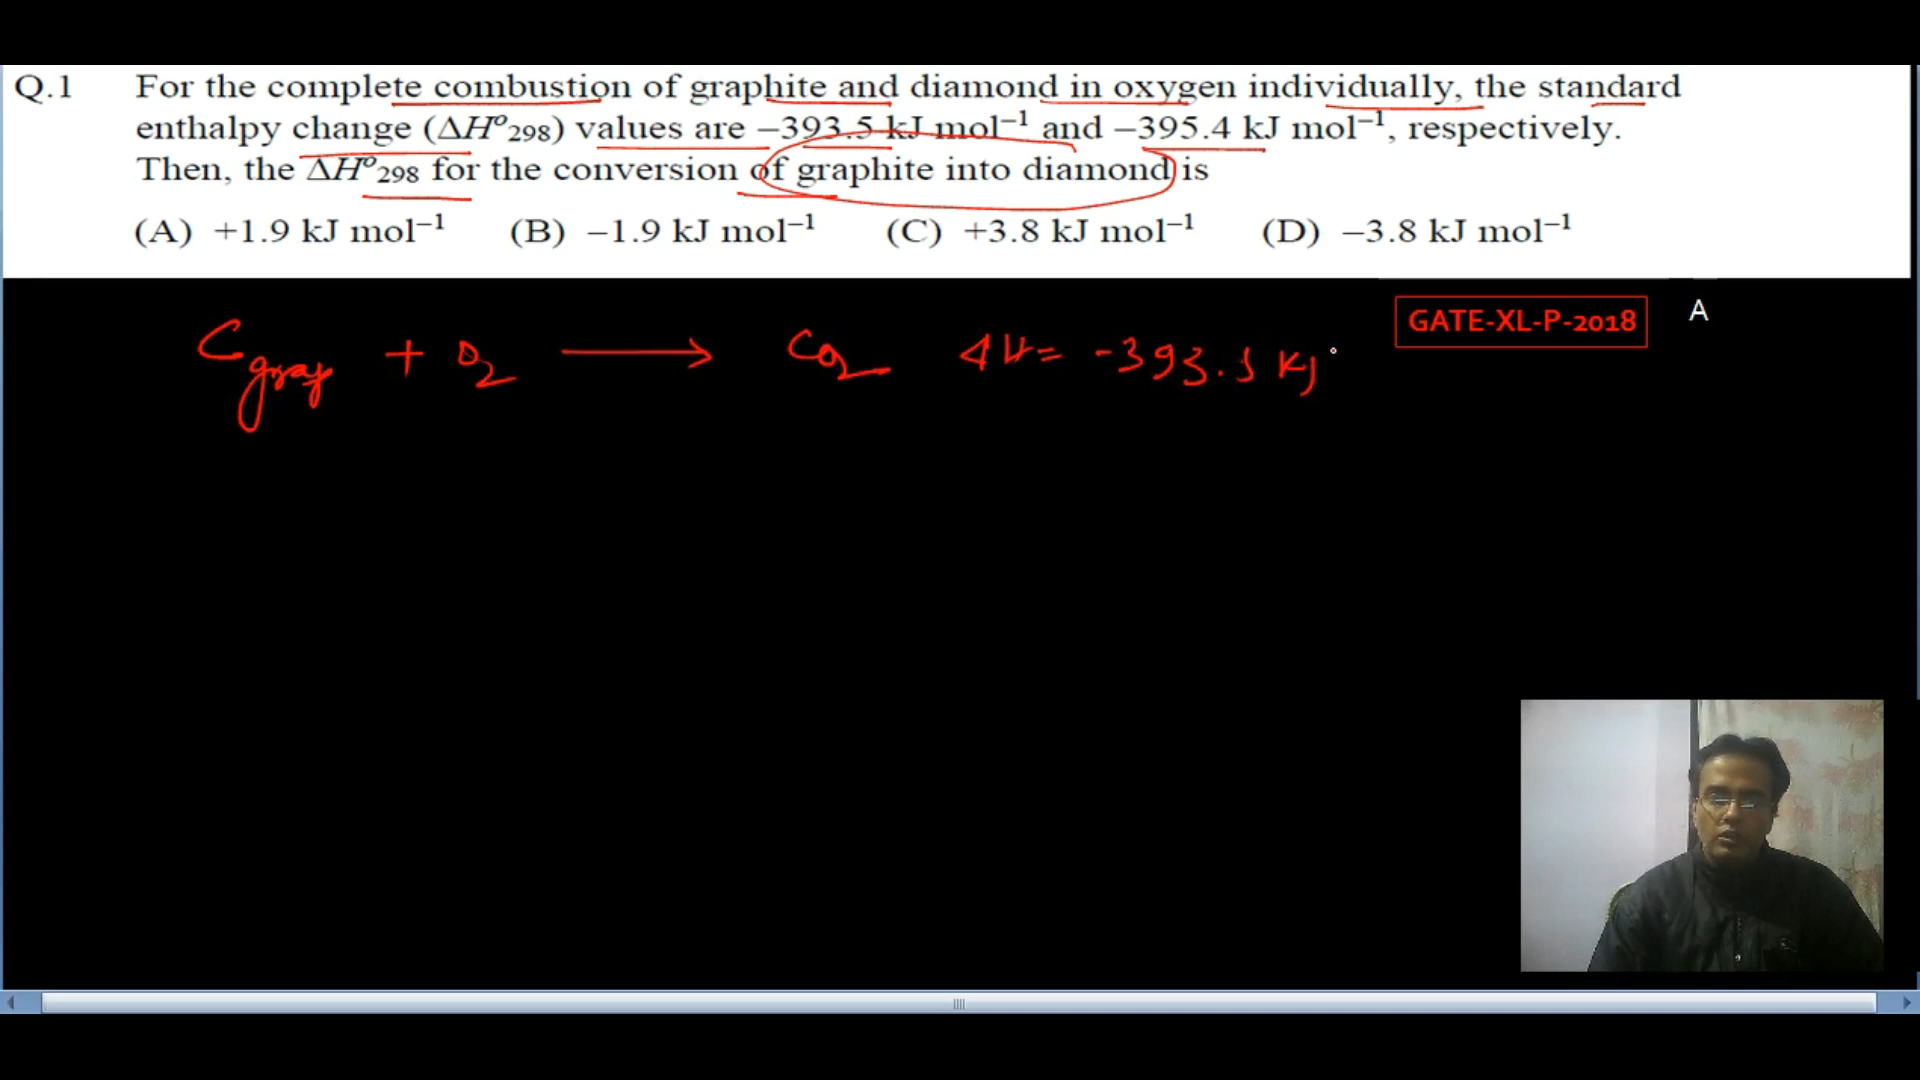 Q.1 For the complete combustion of graphite and diamond in oxygen individually, the standard
enthalpy change (ΔH°₂₉₈) values are −393.5 kJ mol⁻¹ and −395.4 kJ mol⁻¹, respectively.
Then, the ΔH°₂₉₈ for the conversion of graphite into diamond is
(A) +1.9 kJ mol⁻¹ (B) −1.9 kJ mol⁻¹ (C) +3.8 kJ mol⁻¹ (D) −3.8 kJ mol⁻¹
GATE-XL-P-2018 A
C grap + O₂ ⟶ CO₂ ΔH = -393.5 KJ